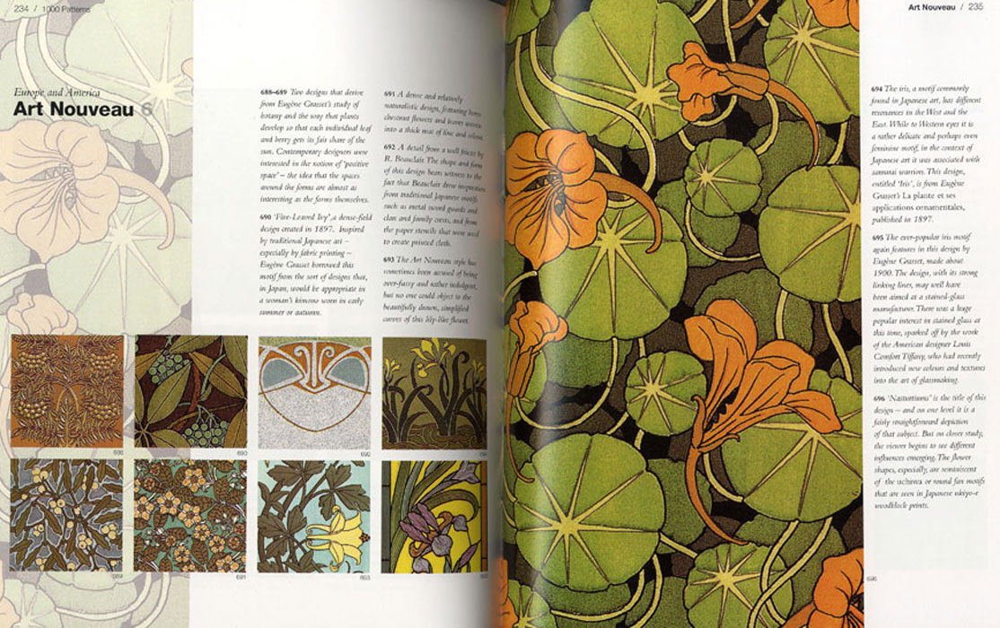 234 / 1000 Patterns
Europe and America
Art Nouveau 6
688–689 Two designs that derive
from Eugène Grasset's study of
botany and the way that plants
develop so that each individual leaf
and berry gets its fair share of the
sun. Contemporary designers were
interested in the notion of 'positive
space' – the idea that the spaces
around the forms are almost as
interesting as the forms themselves.
690 'Five-Leaved Ivy', a dense-field
design created in 1897. Inspired
by traditional Japanese art –
especially by fabric printing –
Eugène Grasset borrowed this
motif from the sort of designs that,
in Japan, would be appropriate in
a woman's kimono worn in early
summer or autumn.
691 A dense and relatively
naturalistic design, featuring horse
chestnut flowers and leaves woven
into a thick mat of line and colour.
692 A detail from a wall frieze by
R. Beauclair. The shape and form
of this design bears witness to the
fact that Beauclair drew inspiration
from traditional Japanese motifs
such as metal sword guards and
clan and family crests, and from
the paper stencils that were used
to create printed cloth.
693 The Art Nouveau style has
sometimes been accused of being
over-fussy and rather indulgent,
but no one could object to the
beautifully drawn, simplified
curves of this lily-like flower.
688
690
692
689
691
693
Art Nouveau / 235
694 The iris, a motif commonly
found in Japanese art, has different
resonances in the West and the
East. While to Western eyes it is
a rather delicate and perhaps even
feminine motif, in the context of
Japanese art it was associated with
samurai warriors. This design,
entitled 'Iris', is from Eugène
Grasset's La plante et ses
applications ornementales,
published in 1897.
695 The ever-popular iris motif
again features in this design by
Eugène Grasset, made about
1900. The design, with its strong
linking lines, may well have
been aimed at a stained-glass
manufacturer. There was a huge
popular interest in stained glass at
this time, sparked off by the work
of the American designer Louis
Comfort Tiffany, who had recently
introduced new colours and textures
into the art of glassmaking.
696 'Nasturtiums' is the title of this
design – and on one level it is a
fairly straightforward depiction
of that subject. But on closer study,
the viewer begins to see different
influences emerging. The flower
shapes, especially, are reminiscent
of the uchiwa or round fan motifs
that are seen in Japanese ukiyo-e
woodblock prints.
696